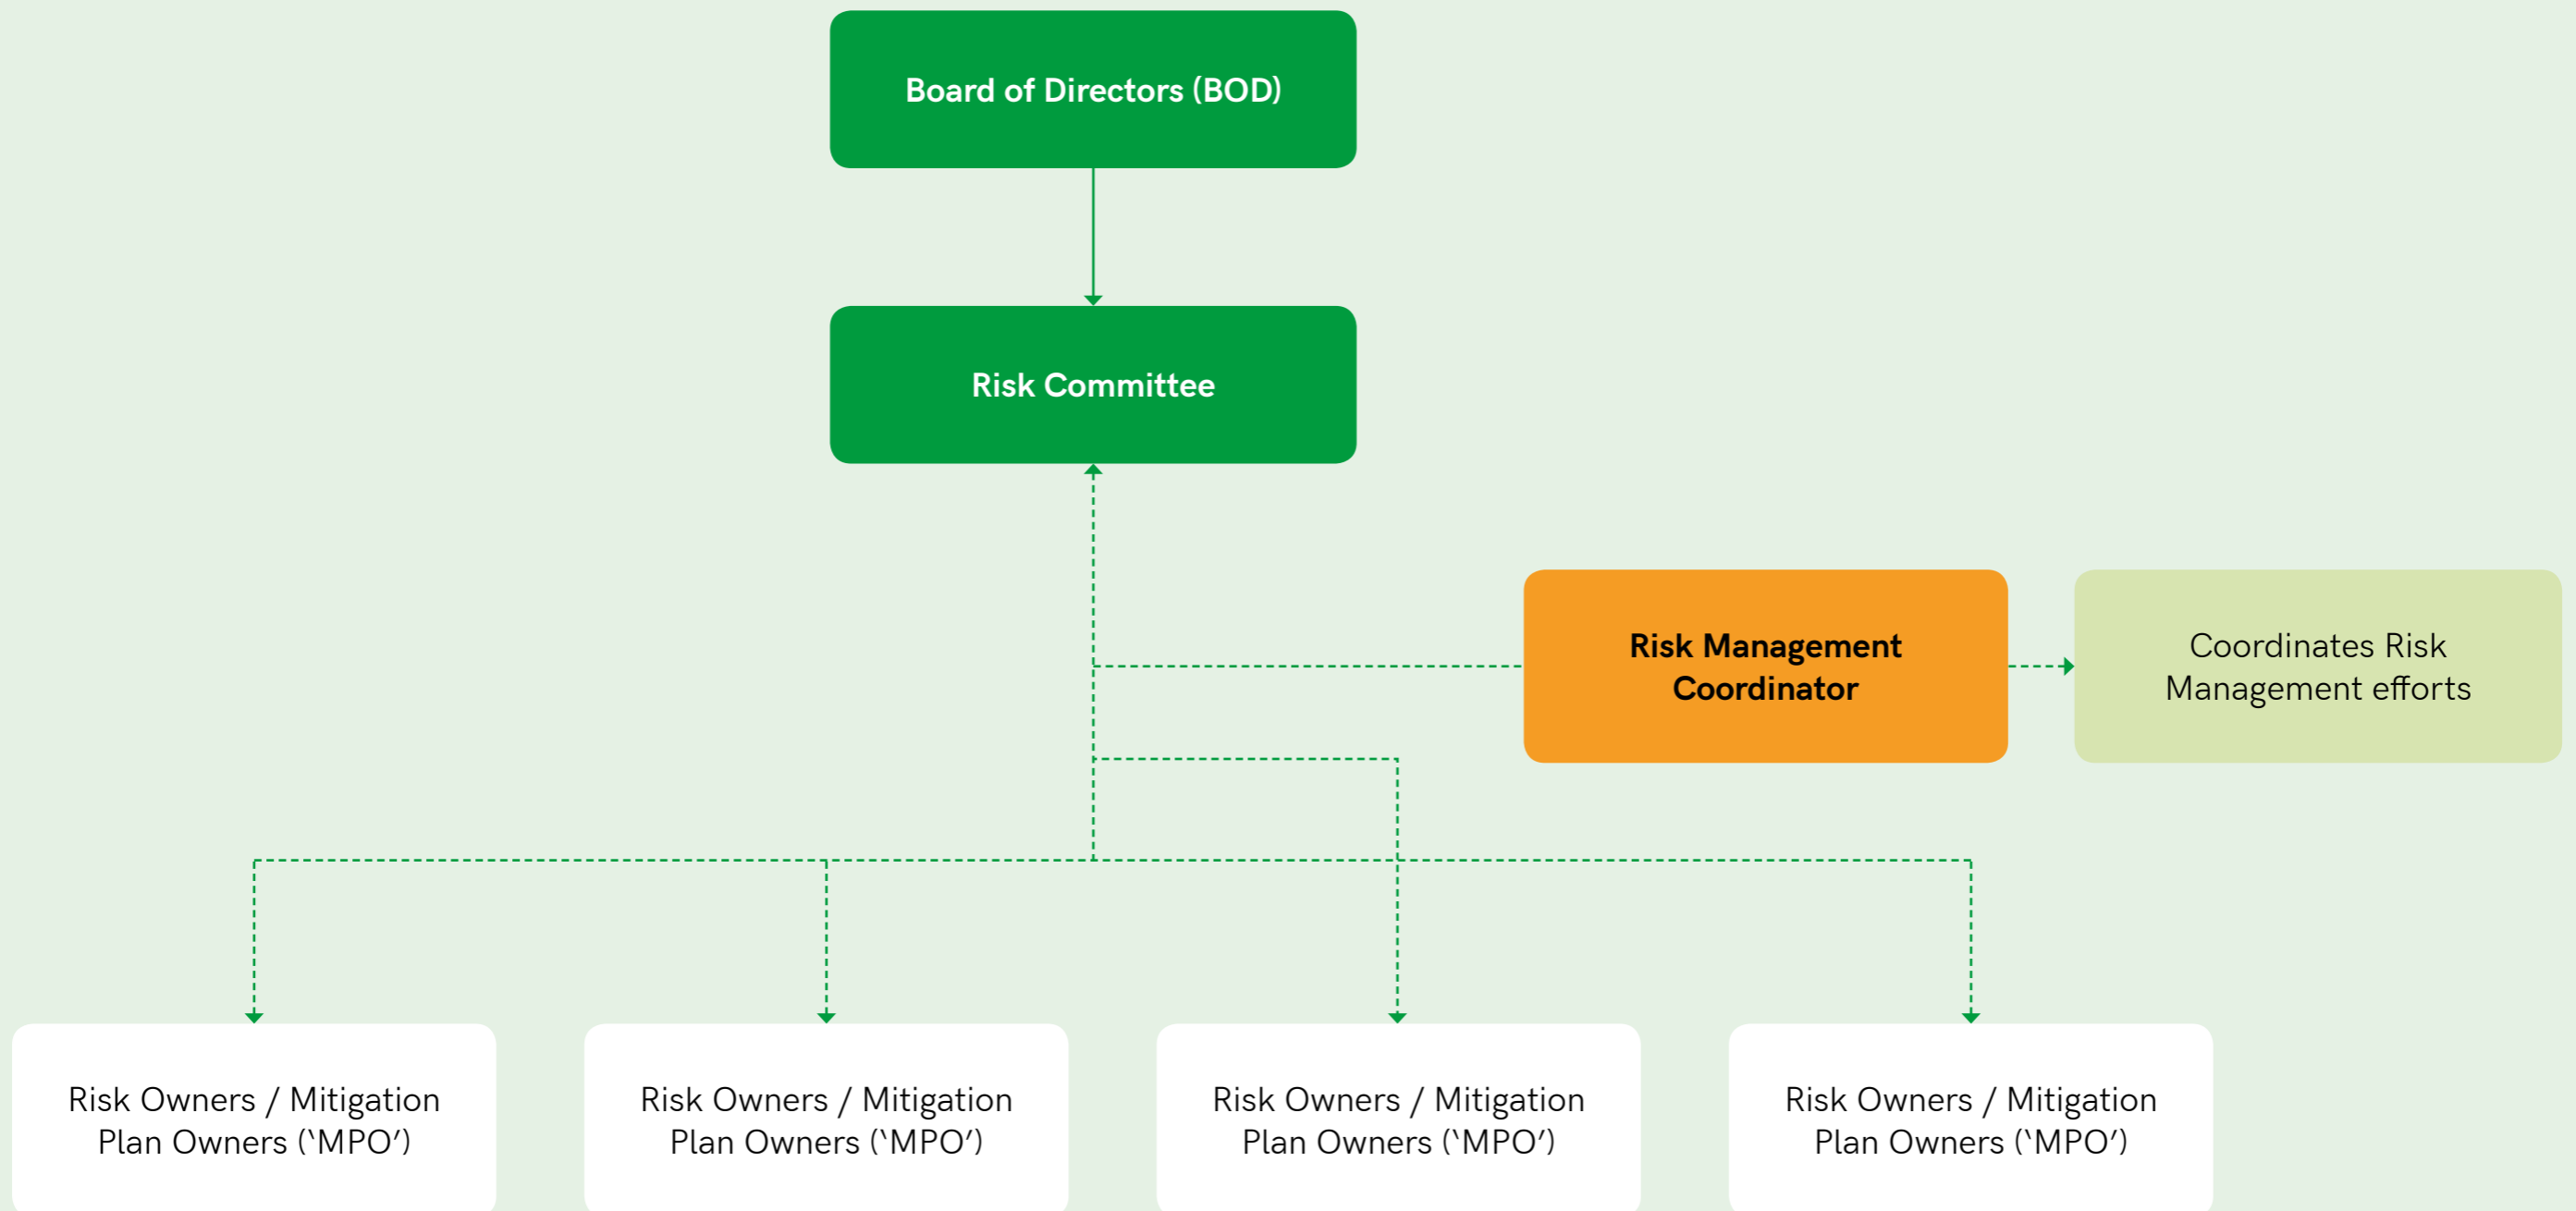 Board of Directors (BOD)
Risk Committee
Risk Management
Coordinator
Coordinates Risk
Management efforts
Risk Owners / Mitigation
Plan Owners (‘MPO’)
Risk Owners / Mitigation
Plan Owners (‘MPO’)
Risk Owners / Mitigation
Plan Owners (‘MPO’)
Risk Owners / Mitigation
Plan Owners (‘MPO’)